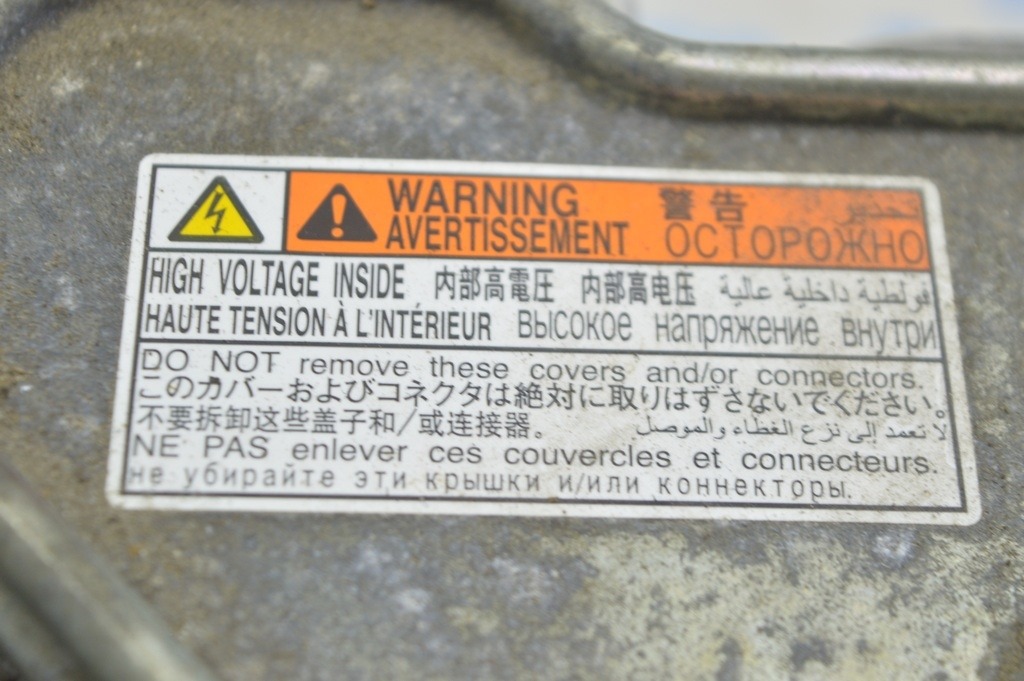 WARNING 警告 تحذير
AVERTISSEMENT ОСТОРОЖНО
HIGH VOLTAGE INSIDE 内部高電圧 内部高电压 فولطية داخلية عالية
HAUTE TENSION À L'INTÉRIEUR высокое напряжение внутри
DO NOT remove these covers and/or connectors.
このカバーおよびコネクタは絶対に取りはずさないでください。
不要拆卸这些盖子和/或连接器。 لا تعمد إلى نزع الغطاء والموصل
NE PAS enlever ces couvercles et connecteurs.
не убирайте эти крышки и/или коннекторы.